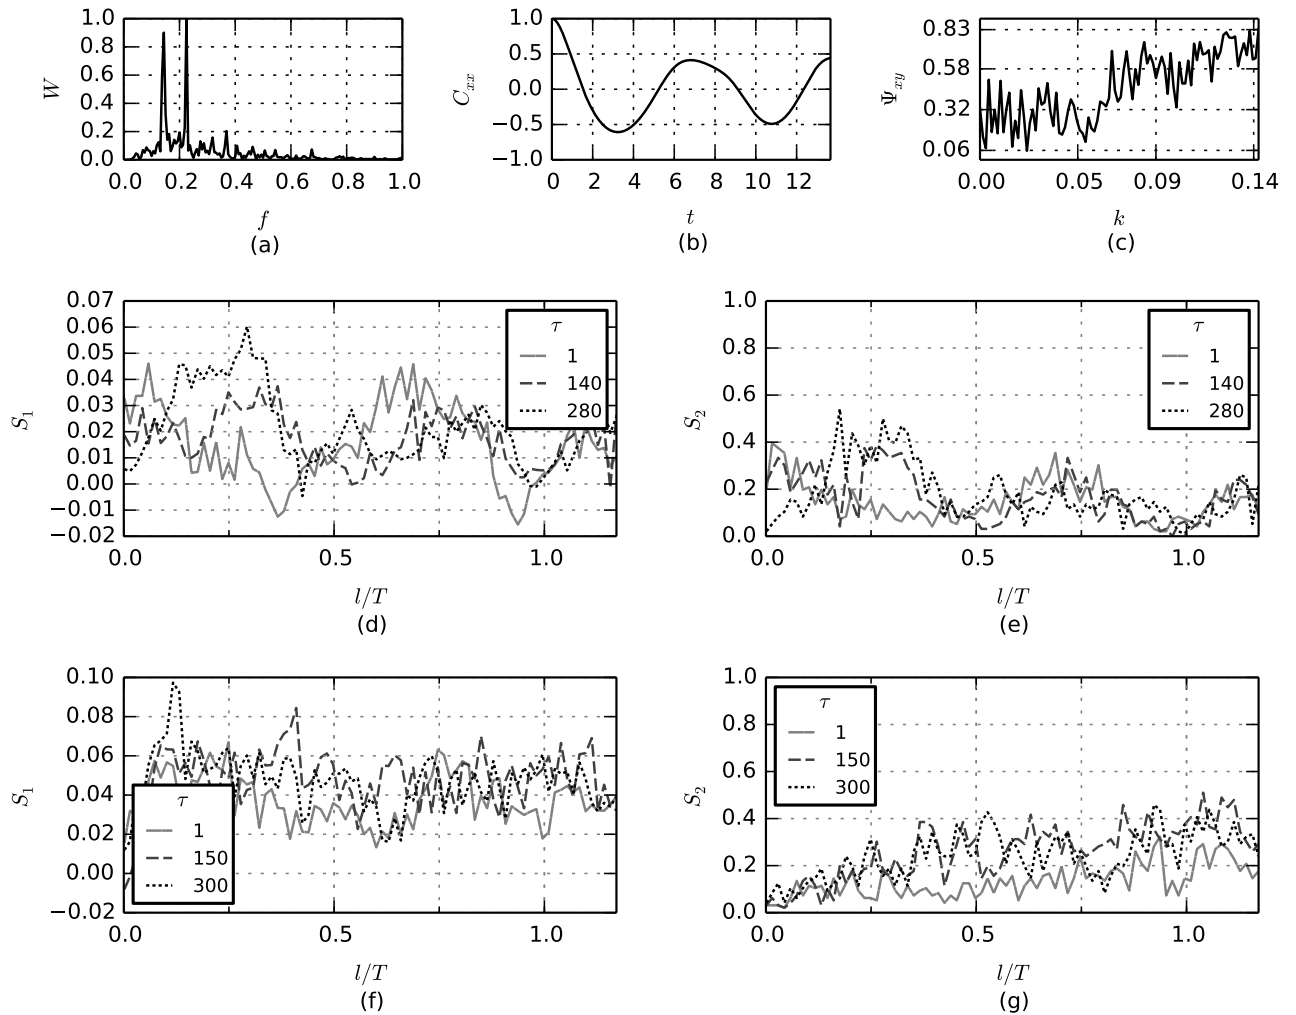 W
1.0
0.8
0.6
0.4
0.2
0.0
0.0 0.2 0.4 0.6 0.8 1.0
f
(a)
C_xx
1.0
0.5
0.0
−0.5
−1.0
0 2 4 6 8 10 12
t
(b)
Ψ_xy
0.83
0.58
0.32
0.06
0.00 0.05 0.09 0.14
k
(c)
S_1
0.07
0.06
0.05
0.04
0.03
0.02
0.01
0.00
−0.01
−0.02
τ
1
140
280
0.0 0.5 1.0
l/T
(d)
S_2
1.0
0.8
0.6
0.4
0.2
0.0
τ
1
140
280
0.0 0.5 1.0
l/T
(e)
S_1
0.10
0.08
0.06
0.04
0.02
0.00
−0.02
τ
1
150
300
0.0 0.5 1.0
l/T
(f)
S_2
1.0
0.8
0.6
0.4
0.2
0.0
τ
1
150
300
0.0 0.5 1.0
l/T
(g)